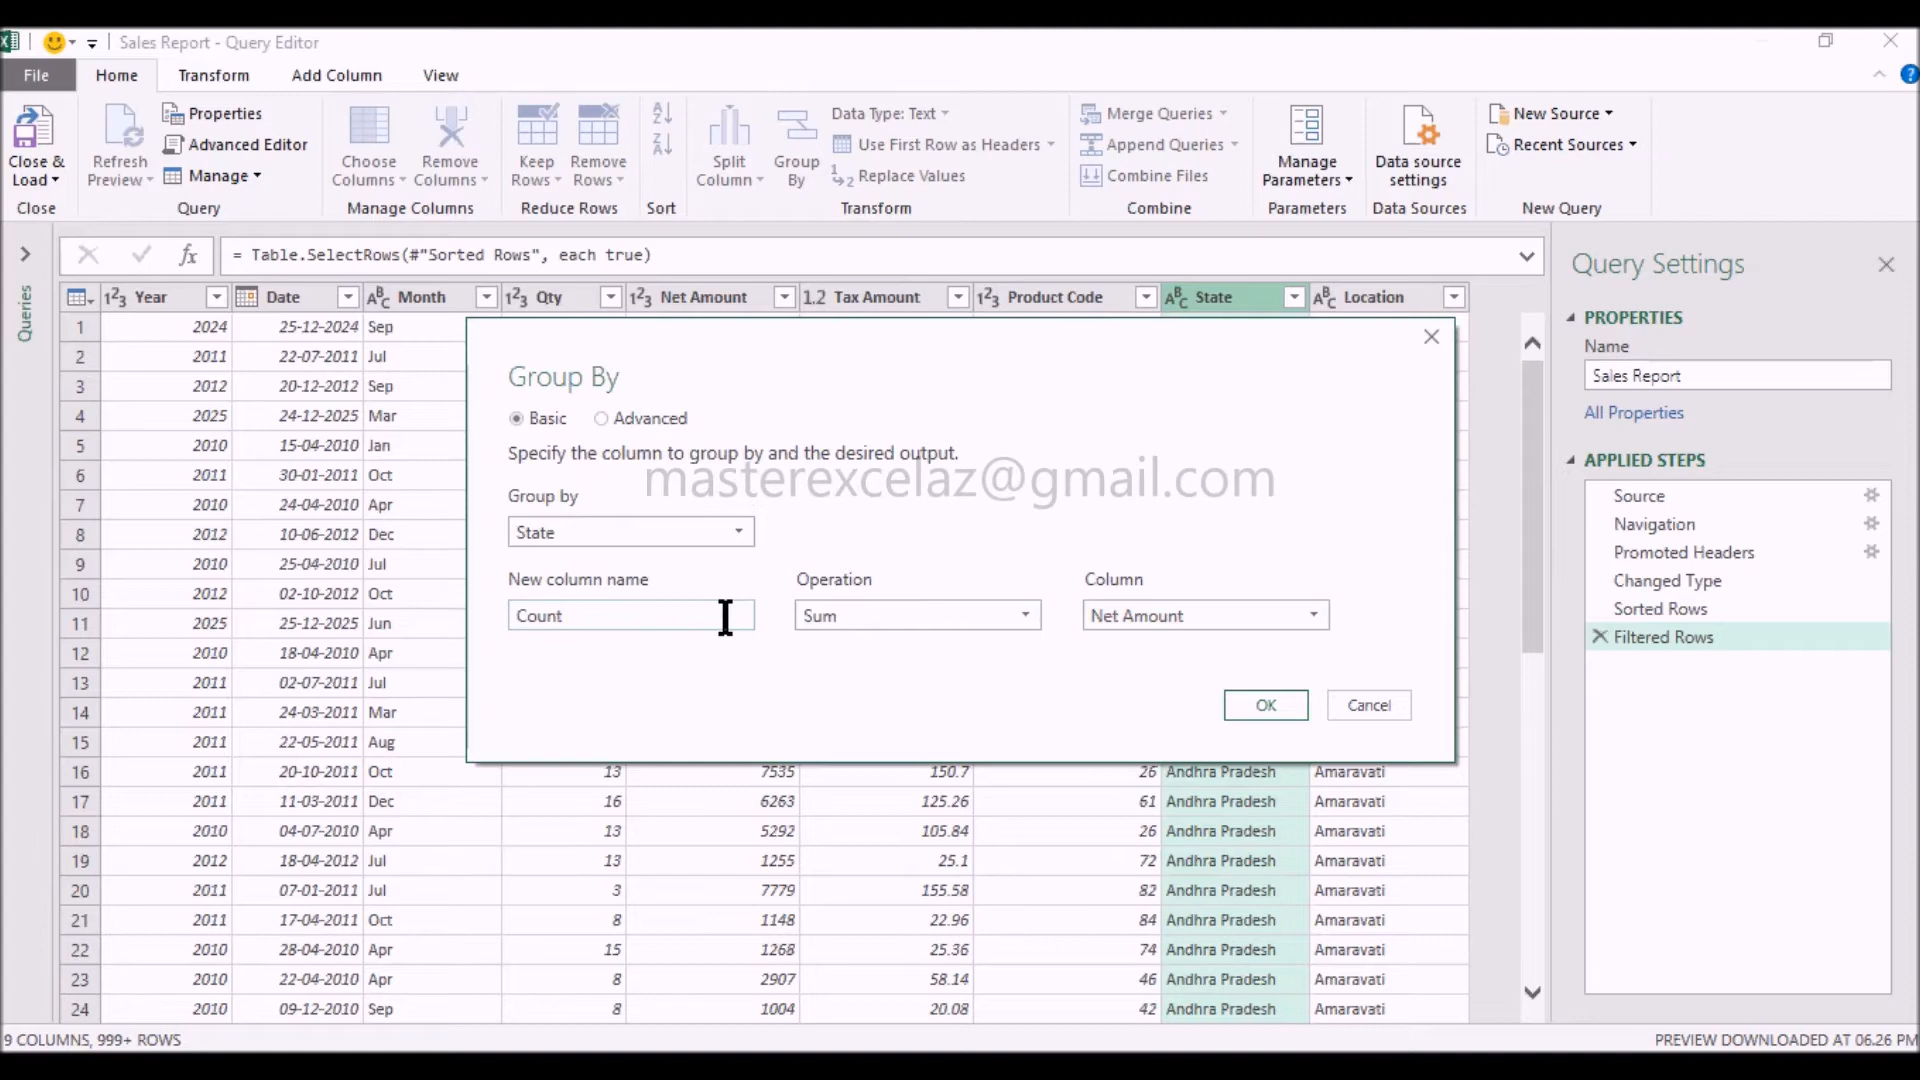 Sales Report - Query Editor
File Home Transform Add Column View
Close & Load
Close
Refresh Preview
Properties
Advanced Editor
Manage
Query
Choose Columns
Remove Columns
Manage Columns
Keep Rows
Remove Rows
Reduce Rows
Sort
Split Column
Group By
Data Type: Text
Use First Row as Headers
Replace Values
Transform
Merge Queries
Append Queries
Combine Files
Combine
Manage Parameters
Parameters
Data source settings
Data Sources
New Source
Recent Sources
New Query
= Table.SelectRows(#"Sorted Rows", each true)
Queries
Year Date Month Qty Net Amount Tax Amount Product Code State Location
1 2024 25-12-2024 Sep
2 2011 22-07-2011 Jul
3 2012 20-12-2012 Sep
4 2025 24-12-2025 Mar
5 2010 15-04-2010 Jan
6 2011 30-01-2011 Oct
7 2010 24-04-2010 Apr
8 2012 10-06-2012 Dec
9 2010 25-04-2010 Jul
10 2012 02-10-2012 Oct
11 2025 25-12-2025 Jun
12 2010 18-04-2010 Apr
13 2011 02-07-2011 Jul
14 2011 24-03-2011 Mar
15 2011 22-05-2011 Aug
16 2011 20-10-2011 Oct 13 7535 150.7 26 Andhra Pradesh Amaravati
17 2011 11-03-2011 Dec 16 6263 125.26 61 Andhra Pradesh Amaravati
18 2010 04-07-2010 Apr 13 5292 105.84 26 Andhra Pradesh Amaravati
19 2012 18-04-2012 Jul 13 1255 25.1 72 Andhra Pradesh Amaravati
20 2011 07-01-2011 Jul 3 7779 155.58 82 Andhra Pradesh Amaravati
21 2011 17-04-2011 Oct 8 1148 22.96 84 Andhra Pradesh Amaravati
22 2010 28-04-2010 Apr 15 1268 25.36 74 Andhra Pradesh Amaravati
23 2010 22-04-2010 Apr 8 2907 58.14 46 Andhra Pradesh Amaravati
24 2010 09-12-2010 Sep 8 1004 20.08 42 Andhra Pradesh Amaravati
Group By
Basic Advanced
Specify the column to group by and the desired output.
masterexcelaz@gmail.com
Group by
State
New column name Operation Column
Count Sum Net Amount
OK Cancel
Query Settings
PROPERTIES
Name
Sales Report
All Properties
APPLIED STEPS
Source
Navigation
Promoted Headers
Changed Type
Sorted Rows
Filtered Rows
9 COLUMNS, 999+ ROWS
PREVIEW DOWNLOADED AT 06.26 PM